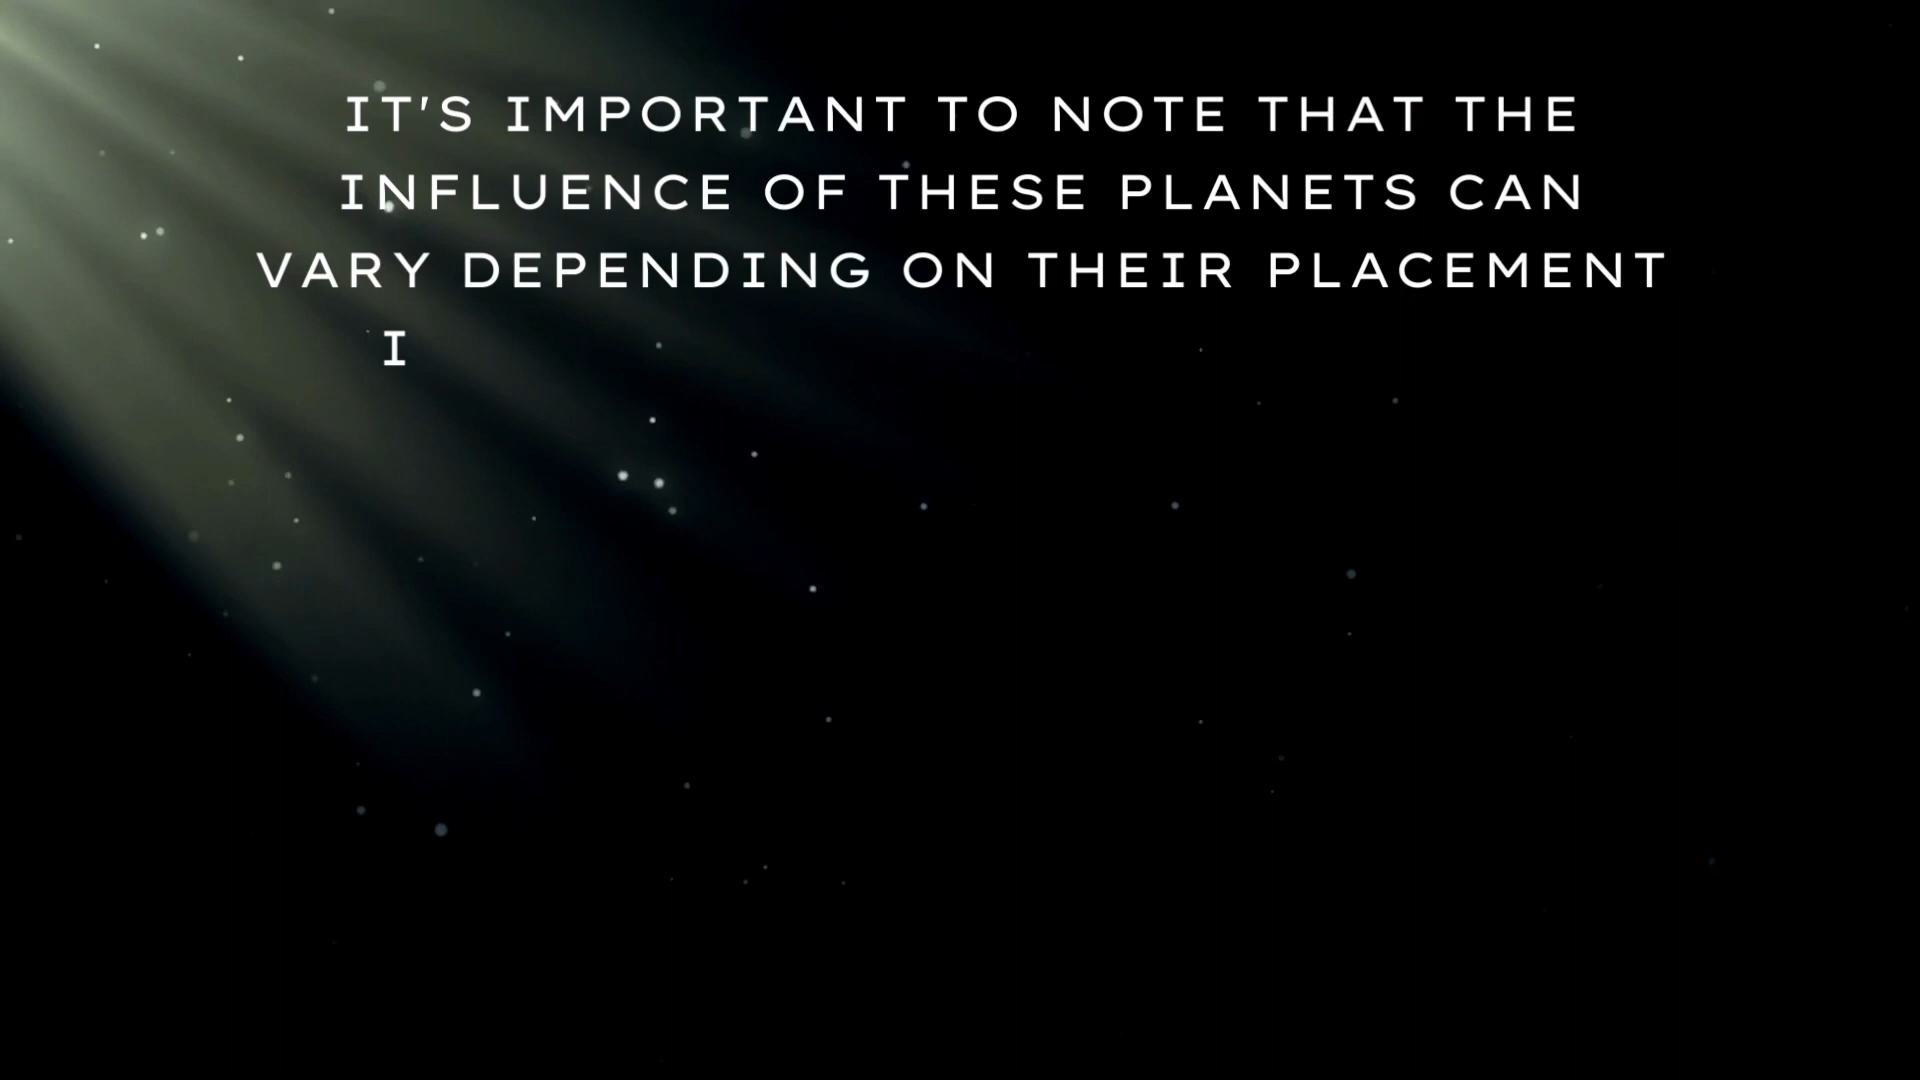 IT'S IMPORTANT TO NOTE THAT THE
INFLUENCE OF THESE PLANETS CAN
VARY DEPENDING ON THEIR PLACEMENT
I